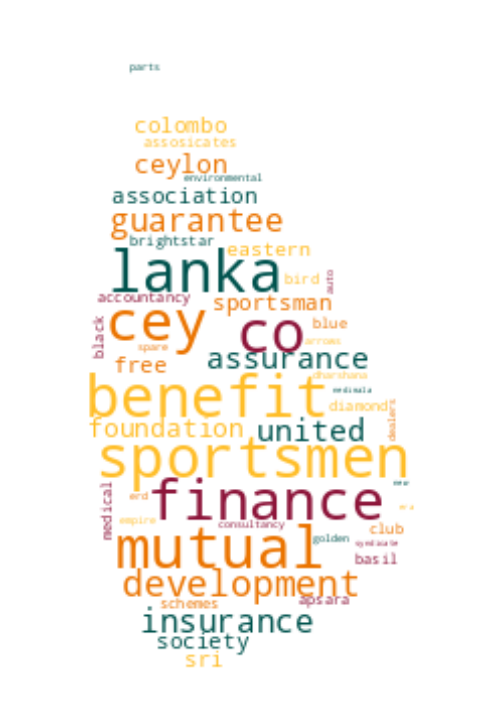 parts
colombo
assosicates
ceylon
environmental
association
guarantee
brightstar
eastern
lanka
bird
auto
accountancy
sportsman
cey
co
blue
black
arrows
spare
assurance
free
dharshana
benefit
diamond
dealers
foundation
united
sportsmen
medical
erd
finance
empire
consultancy
mutual
golden
club
syndicate
basil
development
schemes
apsara
insurance
society
sri